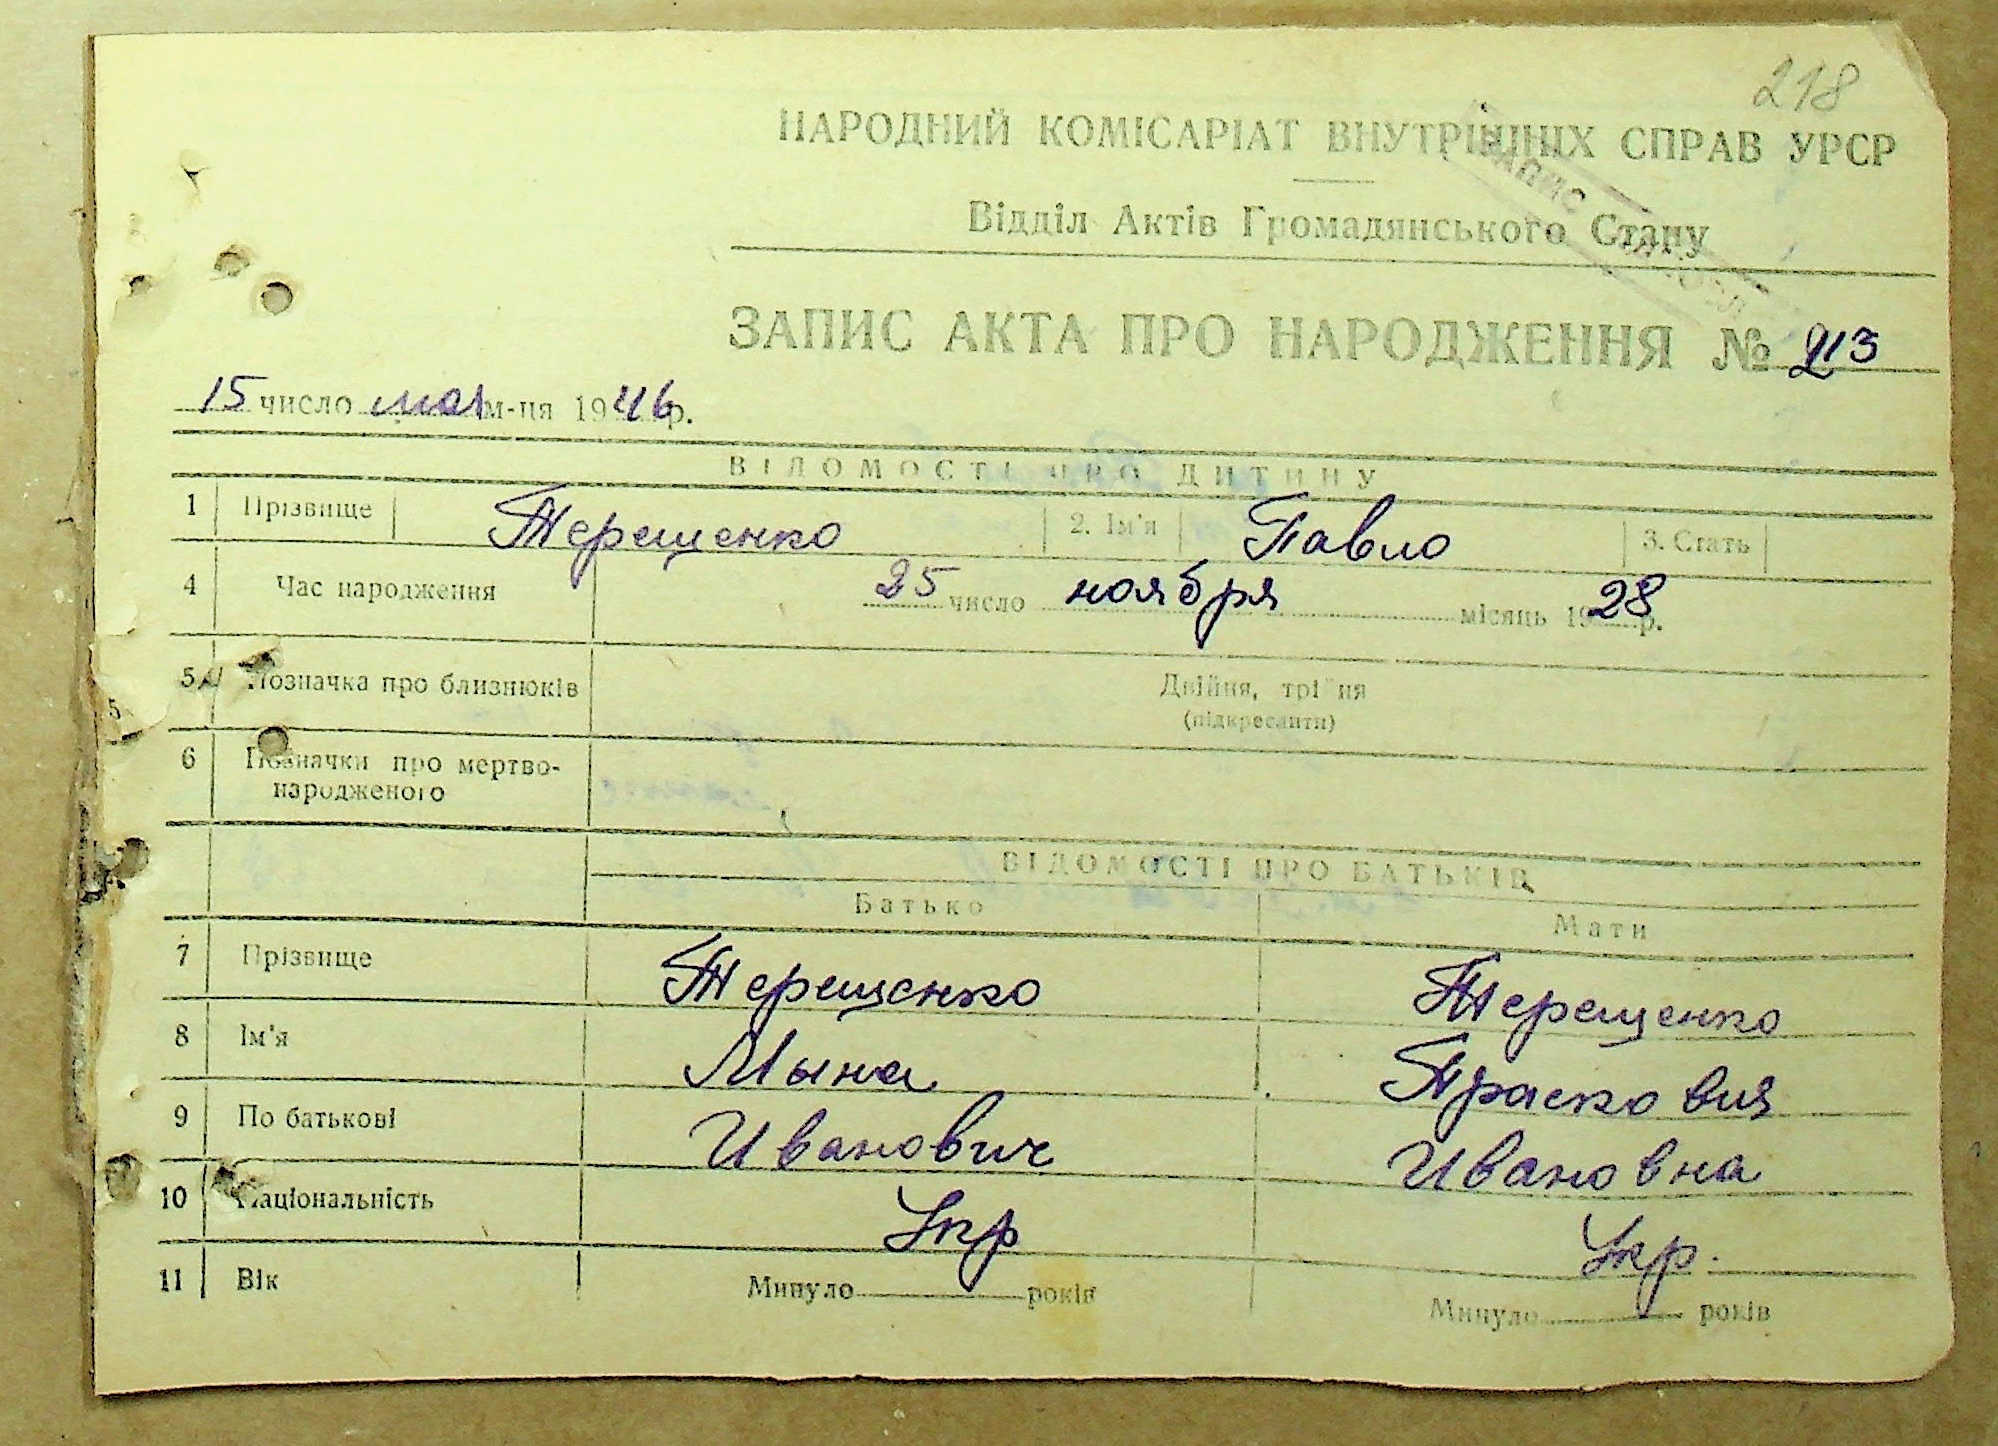 218
НАРОДНИЙ КОМІСАРІАТ ВНУТРІШНІХ СПРАВ УРСР
Відділ Актів Громадянського Стану
ЗАПИС
ЗАПИС АКТА ПРО НАРОДЖЕННЯ № 213
15 число мая м-ця 1946 р.
ВІДОМОСТІ ПРО ДИТИНУ
1 Прізвище Терещенко 2. Ім'я Павло 3. Стать
4 Час народження 25 число ноября місяць 1928 р.
5 Позначка про близнюків Двійня, трійня
(підкреслити)
6 Позначки про мертво-
народженого
ВІДОМОСТІ ПРО БАТЬКІВ
Батько Мати
7 Прізвище Терещенко Терещенко
8 Ім'я Мына Прасковия
9 По батькові Иванович Ивановна
10 Національність Укр Укр.
11 Вік Минуло років Минуло років